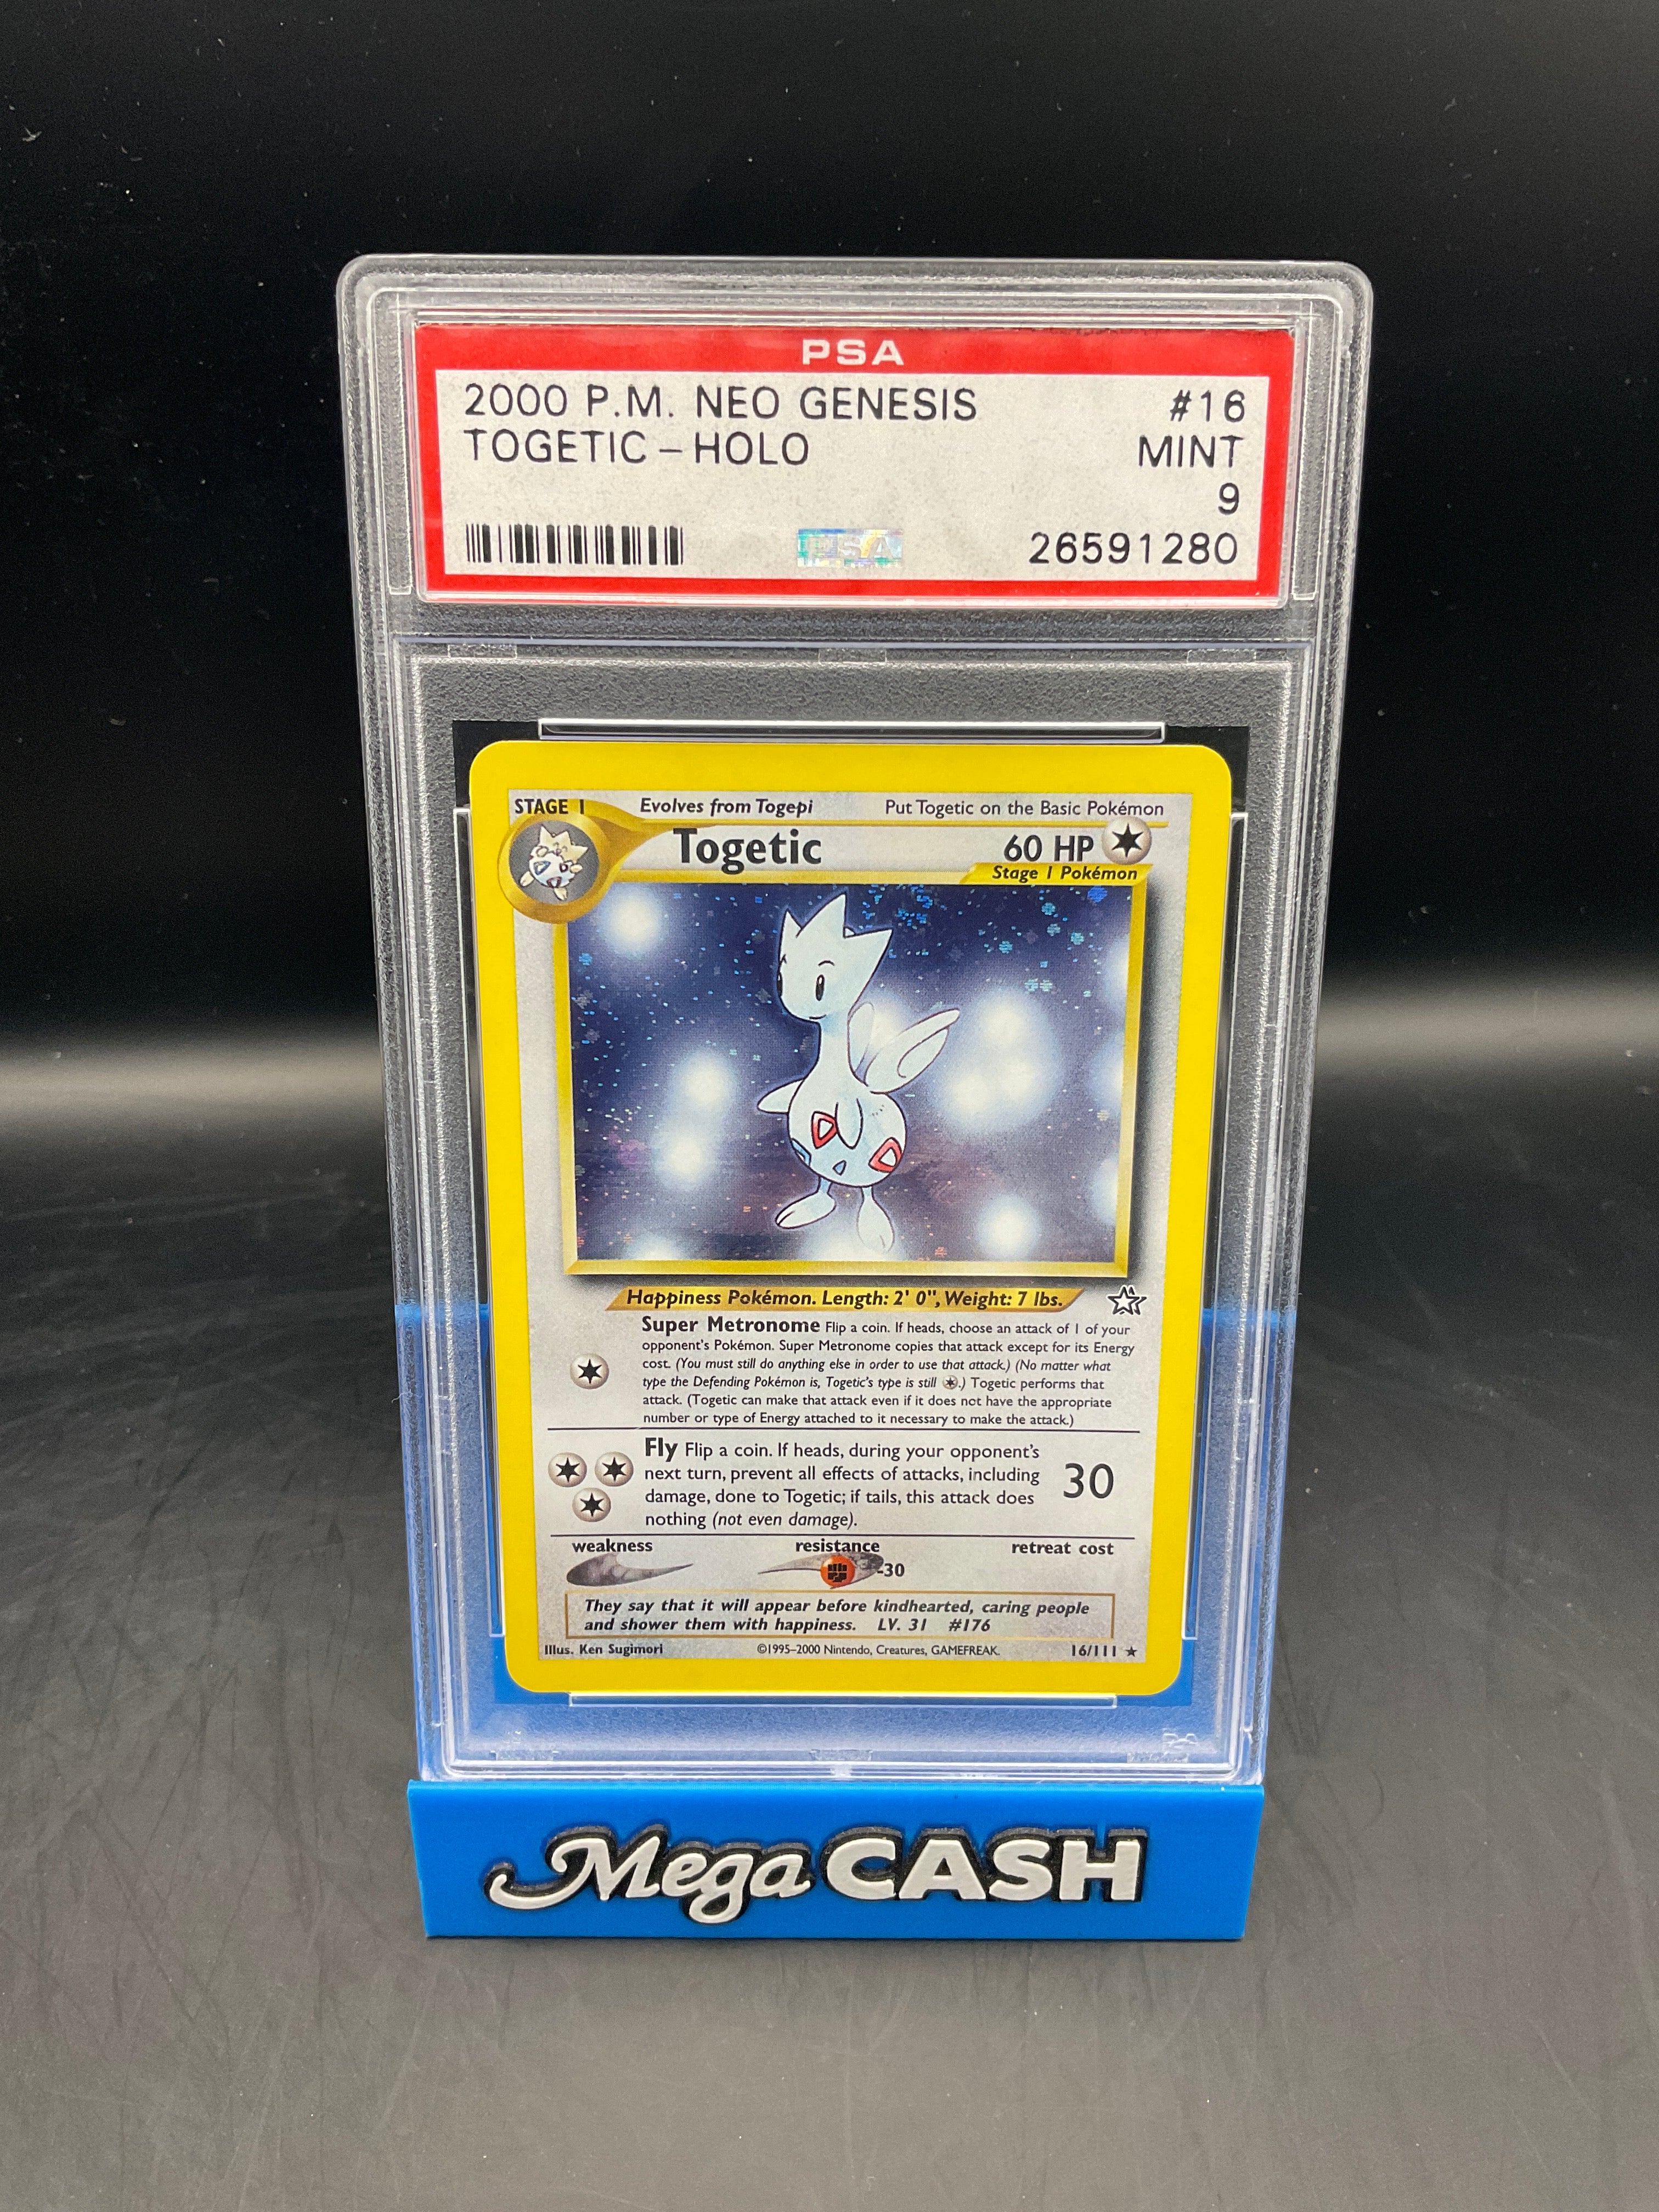 PSA
2000 P.M. NEO GENESIS #16
TOGETIC – HOLO MINT
9
PSA 26591280
STAGE 1 Evolves from Togepi Put Togetic on the Basic Pokémon
Togetic 60 HP
Stage 1 Pokémon
Happiness Pokémon. Length: 2' 0", Weight: 7 lbs.
Super Metronome Flip a coin. If heads, choose an attack of 1 of your
opponent's Pokémon. Super Metronome copies that attack except for its Energy
cost. (You must still do anything else in order to use that attack.) (No matter what
type the Defending Pokémon is, Togetic's type is still .) Togetic performs that
attack. (Togetic can make that attack even if it does not have the appropriate
number or type of Energy attached to it necessary to make the attack.)
Fly Flip a coin. If heads, during your opponent's
next turn, prevent all effects of attacks, including
damage, done to Togetic; if tails, this attack does
nothing (not even damage).
30
weakness resistance retreat cost
-30
They say that it will appear before kindhearted, caring people
and shower them with happiness. LV. 31 #176
Illus. Ken Sugimori ©1995–2000 Nintendo, Creatures, GAMEFREAK. 16/111 ★
Mega CASH